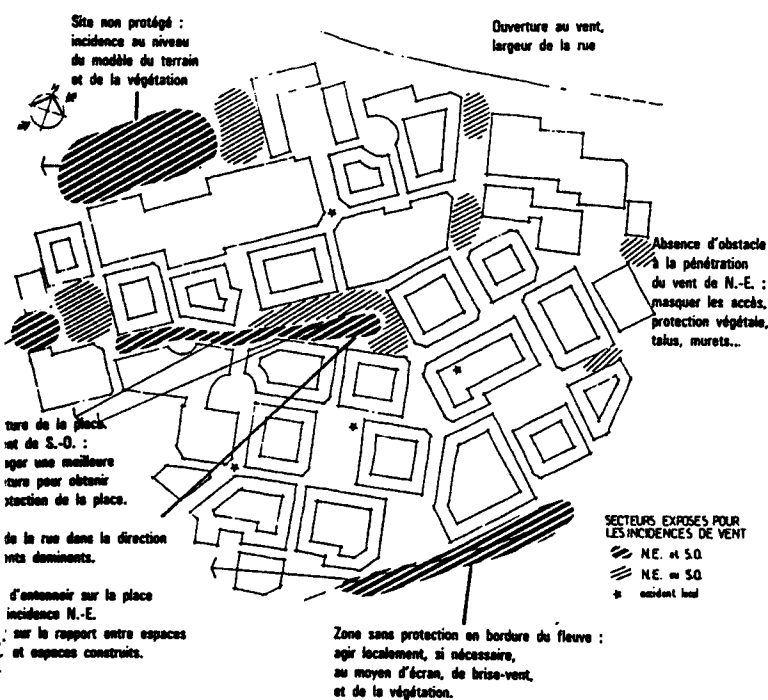 Site non protégé :
incidence au niveau
du modèle du terrain
et de la végétation
Ouverture au vent,
largeur de la rue
Absence d'obstacle
à la pénétration
du vent de N.-E. :
masquer les accès,
protection végétale,
talus, murets...
ture de la place
de S.-O. :
une meilleure
pour obtenir
de la place.
de la rue dans la direction
dominants.
d'entonnoir sur la place
incidence N.-E.
sur le rapport entre espaces
et espaces construits.
SECTEURS EXPOSES POUR
LES INCIDENCES DE VENT
N.E. et S.O.
N.E. ou S.O.
accident local
Zone sans protection en bordure du fleuve :
agir localement, si nécessaire,
au moyen d'écran, de brise-vent,
et de la végétation.